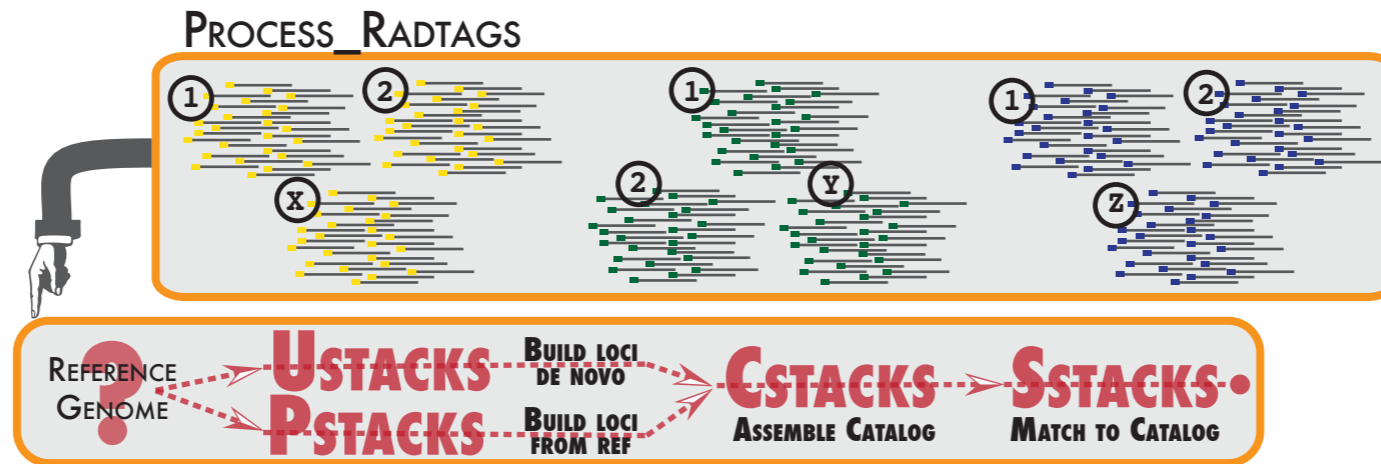 PROCESS_RADTAGS
1
2
X
1
2
Y
1
2
Z
REFERENCE
GENOME
?
USTACKS
BUILD LOCI
DE NOVO
PSTACKS
BUILD LOCI
FROM REF
CSTACKS
ASSEMBLE CATALOG
SSTACKS
MATCH TO CATALOG